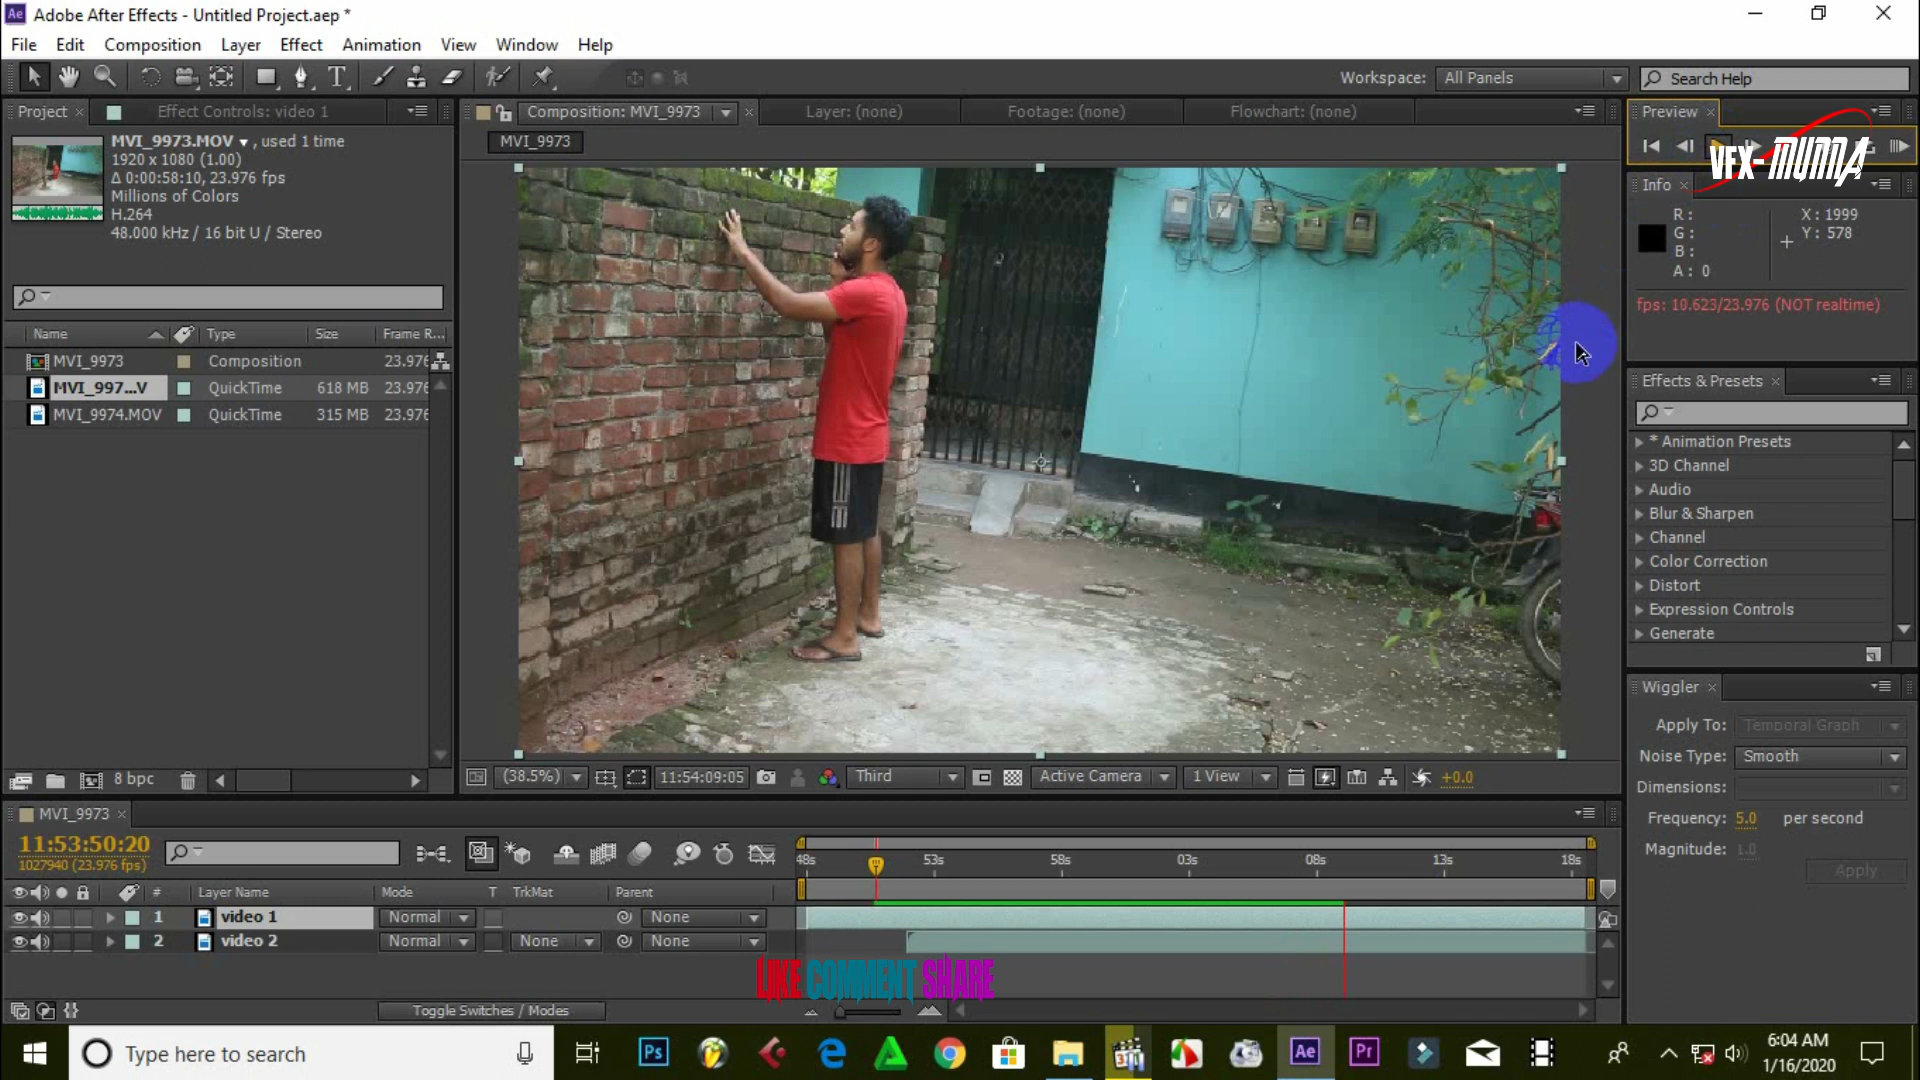 Adobe After Effects - Untitled Project.aep *
File Edit Composition Layer Effect Animation View Window Help
Workspace: All Panels
Search Help
Project
Effect Controls: video 1
MVI_9973.MOV , used 1 time
1920 x 1080 (1.00)
Δ 0:00:58:10, 23.976 fps
Millions of Colors
H.264
48.000 kHz / 16 bit U / Stereo
Name Type Size Frame R...
MVI_9973 Composition 23.976
MVI_997...V QuickTime 618 MB 23.976
MVI_9974.MOV QuickTime 315 MB 23.976
8 bpc
Composition: MVI_9973
Layer: (none)
Footage: (none)
Flowchart: (none)
MVI_9973
(38.5%) 11:54:09:05 Third Active Camera 1 View +0.0
Preview
VFX-MUMA
Info
R:
G:
B:
A: 0
X: 1999
Y: 578
fps: 10.623/23.976 (NOT realtime)
Effects & Presets
* Animation Presets
3D Channel
Audio
Blur & Sharpen
Channel
Color Correction
Distort
Expression Controls
Generate
Wiggler
Apply To: Temporal Graph
Noise Type: Smooth
Dimensions:
Frequency: 5.0 per second
Magnitude: 1.0
Apply
MVI_9973
11:53:50:20
1027940 (23.976 fps)
48s 53s 58s 03s 08s 13s 18s
# Layer Name Mode T TrkMat Parent
1 video 1 Normal None
2 video 2 Normal None None
LIKE COMMENT SHARE
Toggle Switches / Modes
Type here to search
Ps
Ae
Pr
6:04 AM
1/16/2020